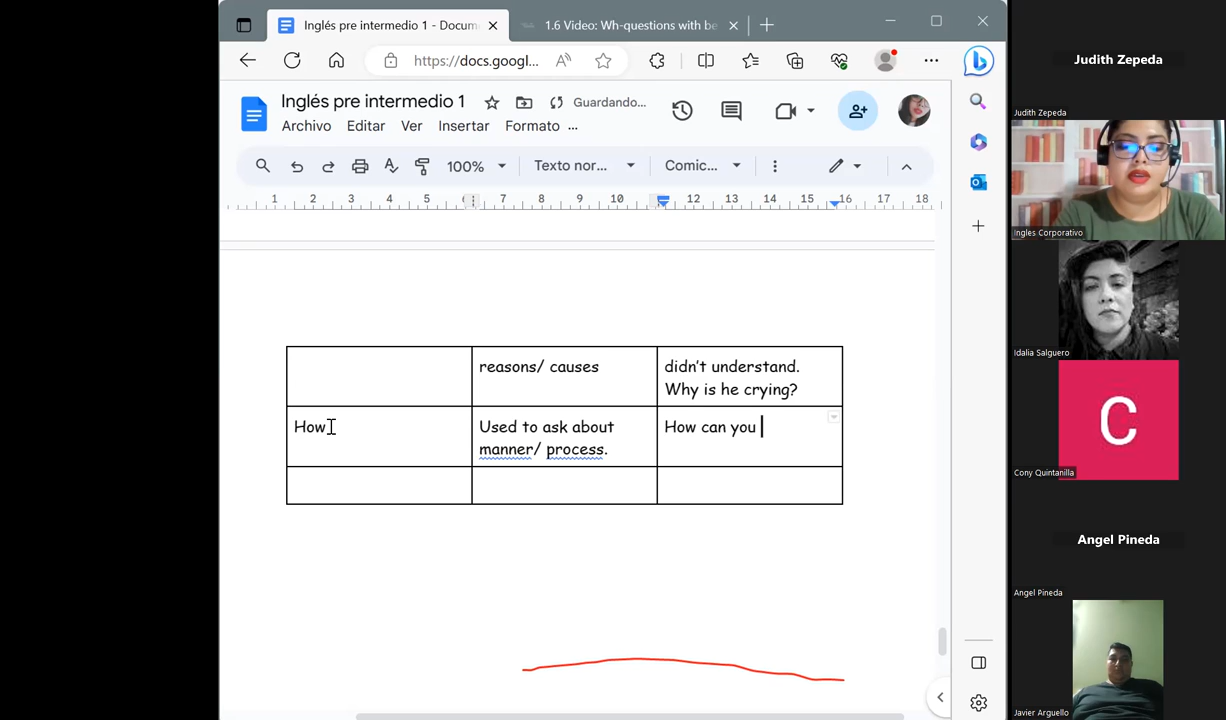 Inglés pre intermedio 1 - Docum
1.6 Video: Wh-questions with be
https://docs.googl...
Inglés pre intermedio 1
Guardando...
Archivo Editar Ver Insertar Formato ...
100% Texto nor... Comic...
1 2 3 4 5 6 7 8 9 10 12 13 14 15 16 17 18
reasons/ causes
didn't understand.
Why is he crying?
How
Used to ask about
manner/ process.
How can you
Judith Zepeda
Judith Zepeda
Ingles Corporativo
Idalia Salguero
C
Cony Quintanilla
Angel Pineda
Angel Pineda
Javier Arguello